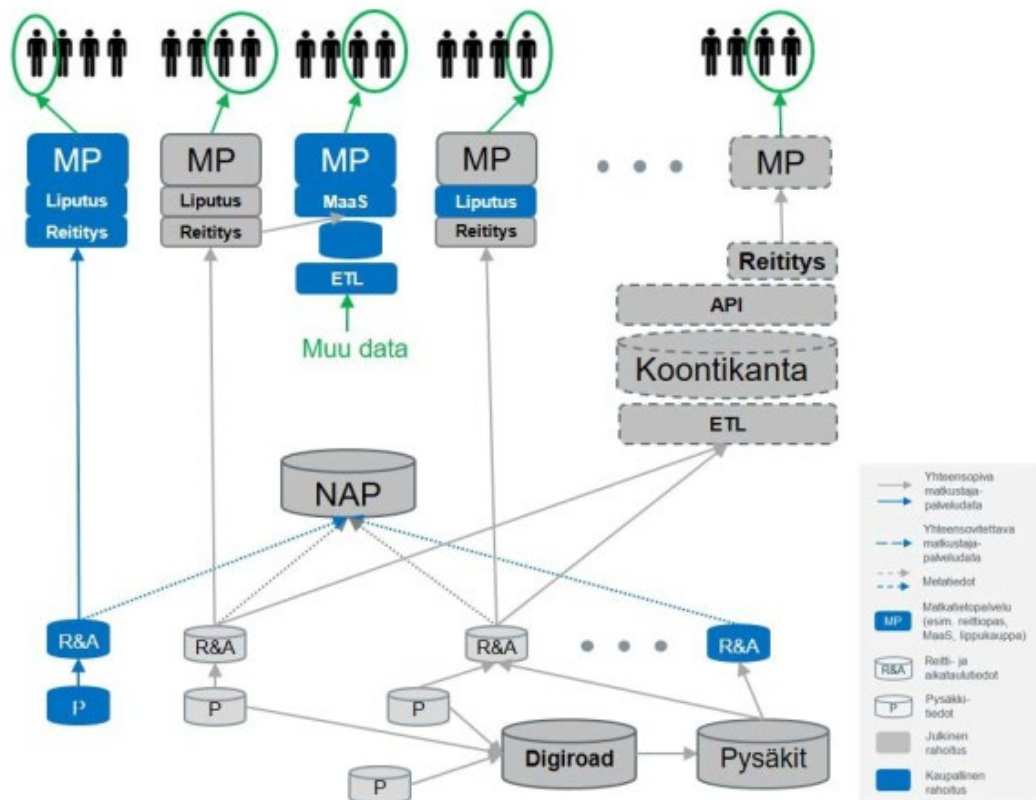 MP
Liputus
Reititys
MP
Liputus
Reititys
MP
MaaS
ETL
Muu data
MP
Liputus
Reititys
MP
Reititys
API
Koontikanta
ETL
NAP
R&A
P
R&A
P
R&A
P
P
R&A
Digiroad
Pysäkit
Yhteensopiva
matkustaja-
palveludata
Yhteensovitettava
matkustaja-
palveludata
Metatiedot
MP
Matkatietopalvelu
(esim. reittiopas,
MaaS, lippukauppa)
R&A
Reitti- ja
aikataulutiedot
P
Pysäkki-
tiedot
Julkinen
rahoitus
Kaupallinen
rahoitus